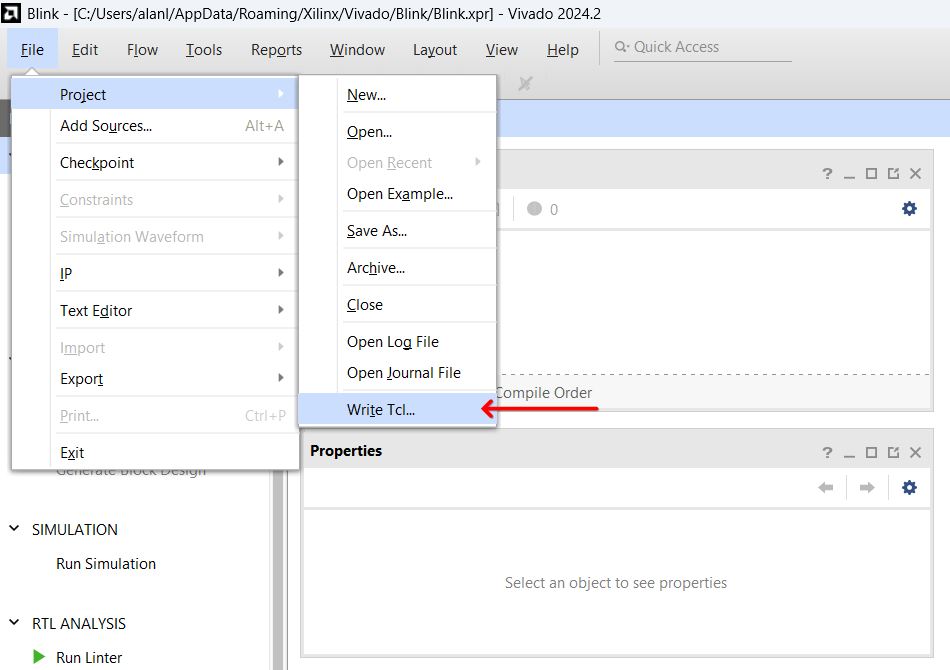 Blink - [C:/Users/alanl/AppData/Roaming/Xilinx/Vivado/Blink/Blink.xpr] - Vivado 2024.2
File Edit Flow Tools Reports Window Layout View Help Quick Access
Project
Add Sources... Alt+A
Checkpoint
Constraints
Simulation Waveform
IP
Text Editor
Import
Export
Print... Ctrl+P
Exit
New...
Open...
Open Recent
Open Example...
Save As...
Archive...
Close
Open Log File
Open Journal File
Write Tcl...
0
Compile Order
Properties
Select an object to see properties
Generate Block Design
SIMULATION
Run Simulation
RTL ANALYSIS
Run Linter